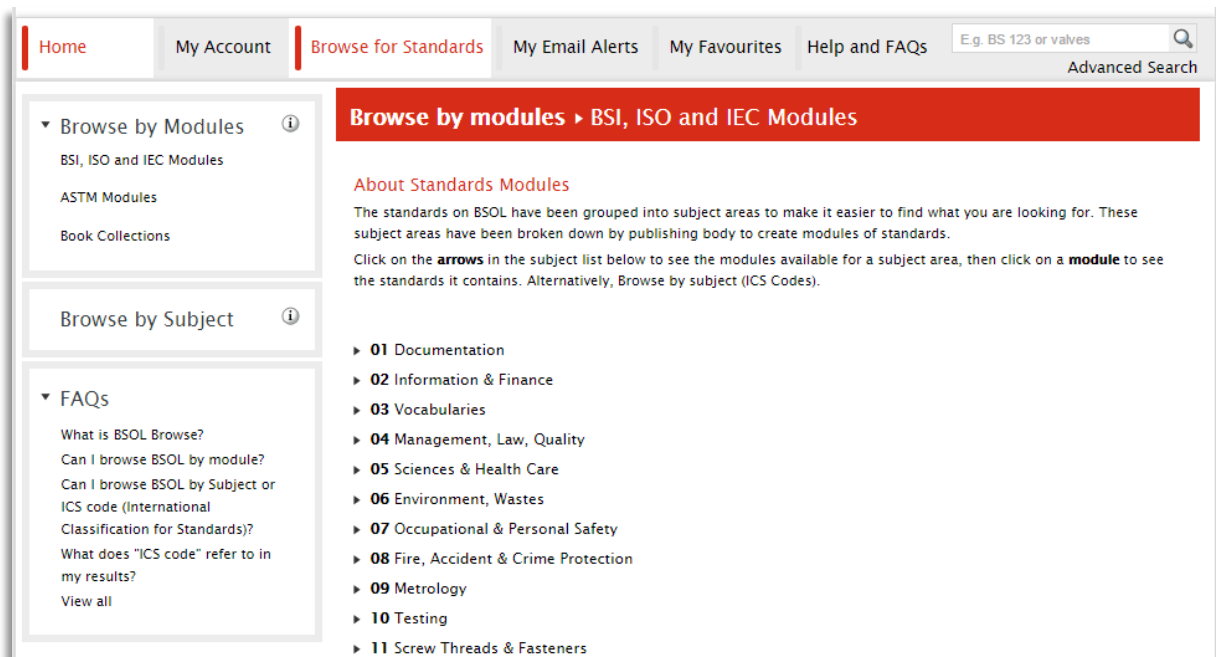 Home
My Account
Browse for Standards
My Email Alerts
My Favourites
Help and FAQs
E.g. BS 123 or valves
Advanced Search
Browse by Modules
BSI, ISO and IEC Modules
ASTM Modules
Book Collections
Browse by Subject
FAQs
What is BSOL Browse?
Can I browse BSOL by module?
Can I browse BSOL by Subject or
ICS code (International
Classification for Standards)?
What does "ICS code" refer to in
my results?
View all
Browse by modules ▸ BSI, ISO and IEC Modules
About Standards Modules
The standards on BSOL have been grouped into subject areas to make it easier to find what you are looking for. These
subject areas have been broken down by publishing body to create modules of standards.
Click on the arrows in the subject list below to see the modules available for a subject area, then click on a module to see
the standards it contains. Alternatively, Browse by subject (ICS Codes).
01 Documentation
02 Information & Finance
03 Vocabularies
04 Management, Law, Quality
05 Sciences & Health Care
06 Environment, Wastes
07 Occupational & Personal Safety
08 Fire, Accident & Crime Protection
09 Metrology
10 Testing
11 Screw Threads & Fasteners